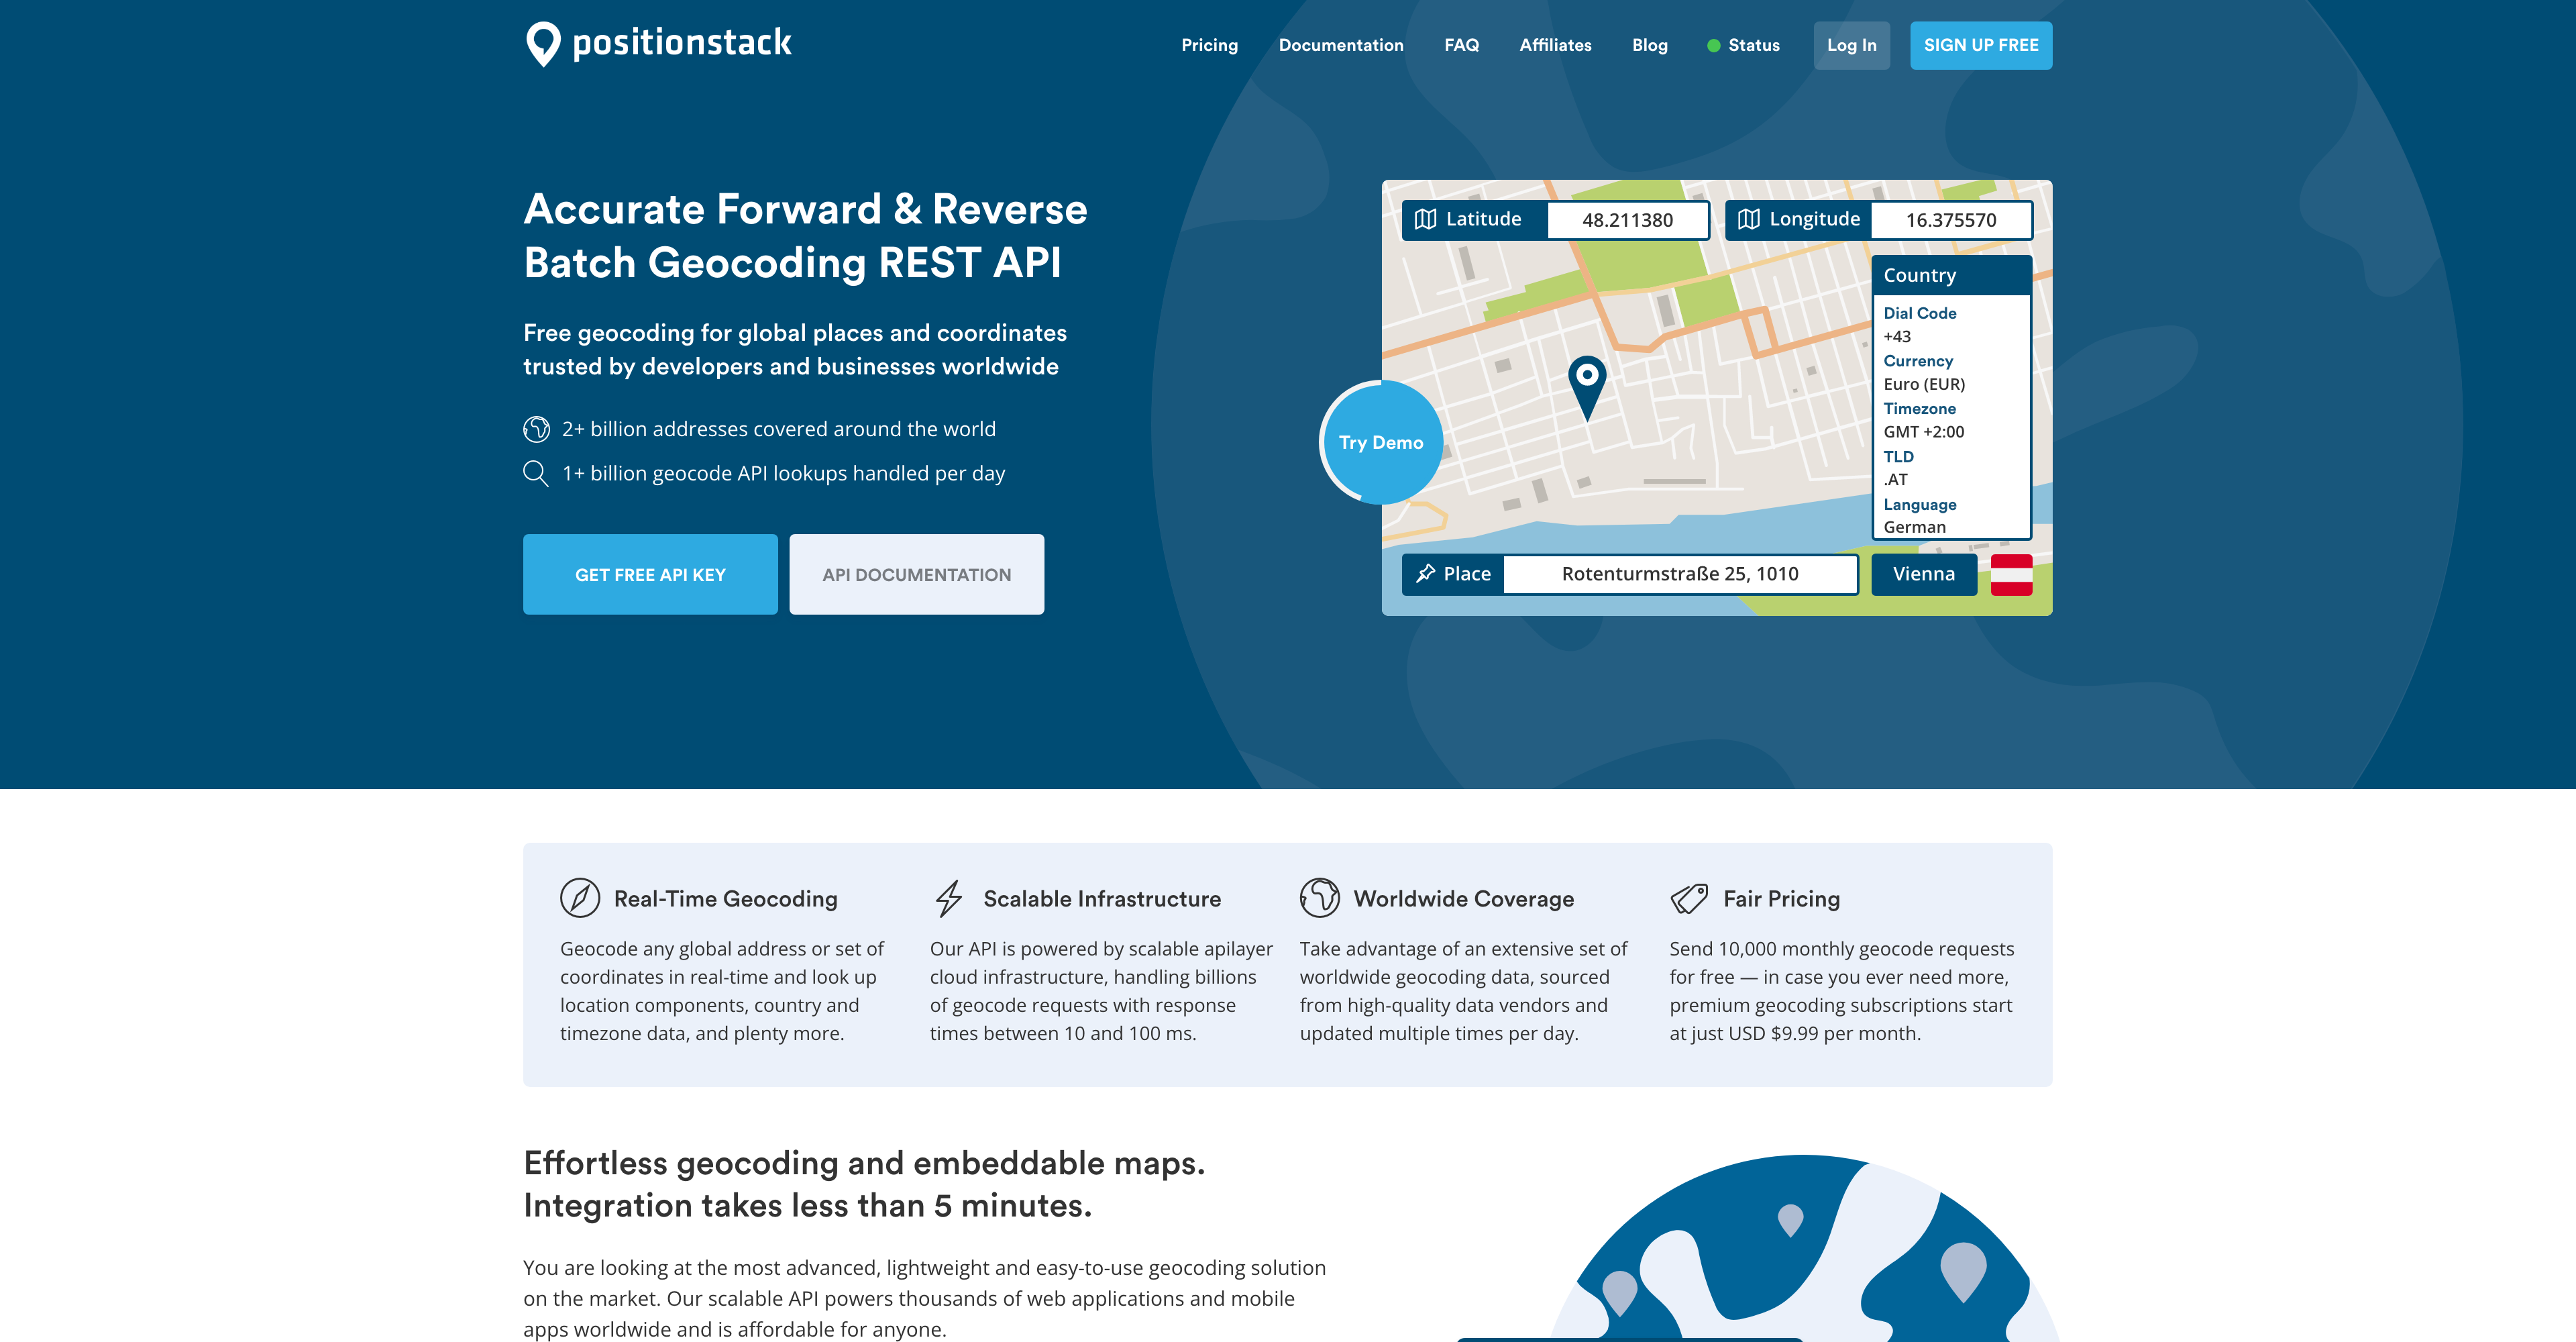 positionstack
Pricing
Documentation
FAQ
Affiliates
Blog
Status
Log In
SIGN UP FREE
Accurate Forward & Reverse
Batch Geocoding REST API
Free geocoding for global places and coordinates
trusted by developers and businesses worldwide
2+ billion addresses covered around the world
1+ billion geocode API lookups handled per day
GET FREE API KEY
API DOCUMENTATION
Latitude
48.211380
Longitude
16.375570
Country
Dial Code
+43
Currency
Euro (EUR)
Timezone
GMT +2:00
TLD
.AT
Language
German
Try Demo
Place
Rotenturmstraße 25, 1010
Vienna
Real-Time Geocoding
Geocode any global address or set of
coordinates in real-time and look up
location components, country and
timezone data, and plenty more.
Scalable Infrastructure
Our API is powered by scalable apilayer
cloud infrastructure, handling billions
of geocode requests with response
times between 10 and 100 ms.
Worldwide Coverage
Take advantage of an extensive set of
worldwide geocoding data, sourced
from high-quality data vendors and
updated multiple times per day.
Fair Pricing
Send 10,000 monthly geocode requests
for free — in case you ever need more,
premium geocoding subscriptions start
at just USD $9.99 per month.
Effortless geocoding and embeddable maps.
Integration takes less than 5 minutes.
You are looking at the most advanced, lightweight and easy-to-use geocoding solution
on the market. Our scalable API powers thousands of web applications and mobile
apps worldwide and is affordable for anyone.